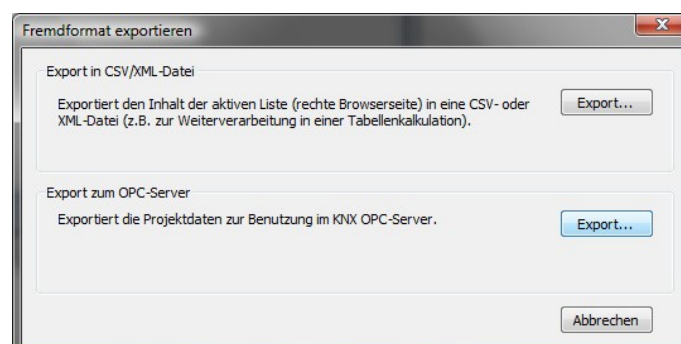 Fremdformat exportieren
Export in CSV/XML-Datei
Exportiert den Inhalt der aktiven Liste (rechte Browserseite) in eine CSV- oder
XML-Datei (z.B. zur Weiterverarbeitung in einer Tabellenkalkulation).
Export...
Export zum OPC-Server
Exportiert die Projektdaten zur Benutzung im KNX OPC-Server.
Export...
Abbrechen